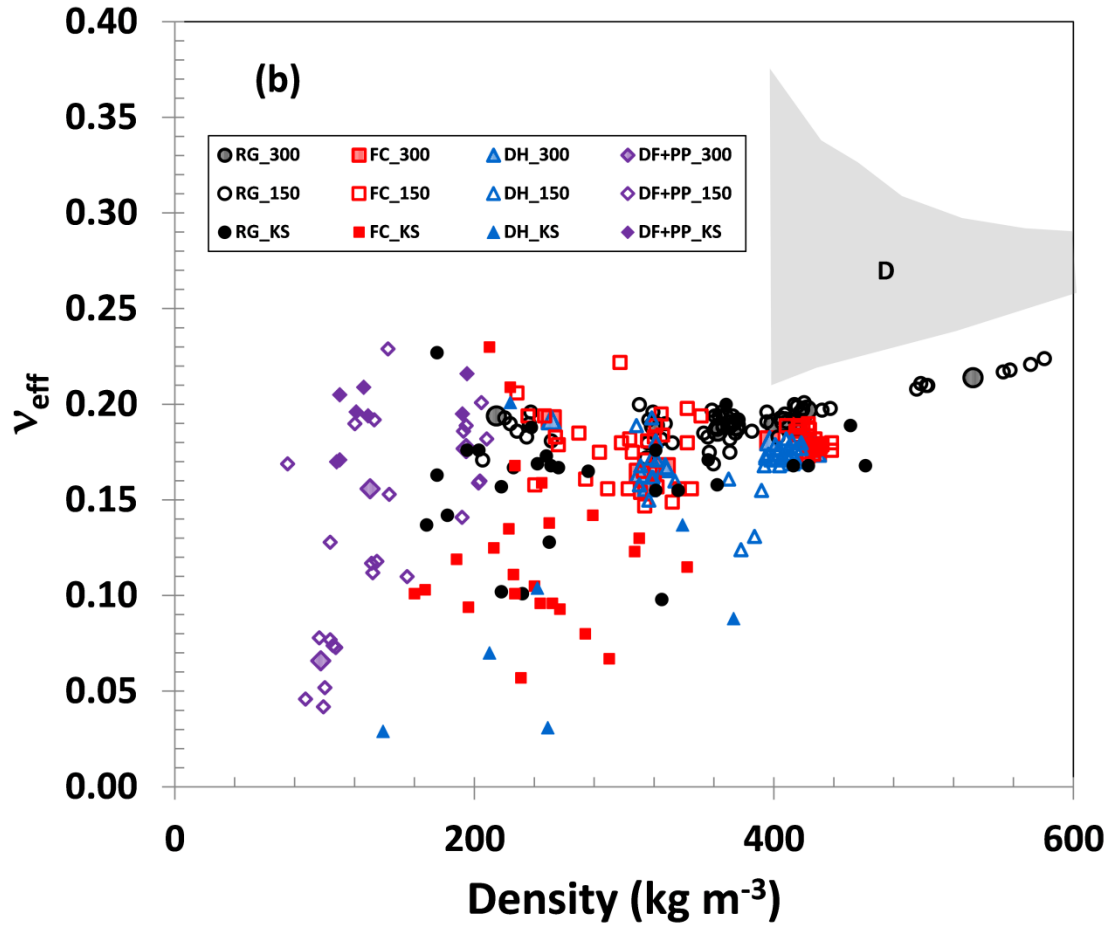 (b)
RG_300 FC_300 DH_300 DF+PP_300
RG_150 FC_150 DH_150 DF+PP_150
RG_KS FC_KS DH_KS DF+PP_KS
D
νeff
0.40
0.35
0.30
0.25
0.20
0.15
0.10
0.05
0.00
0 200 400 600
Density (kg m-3)